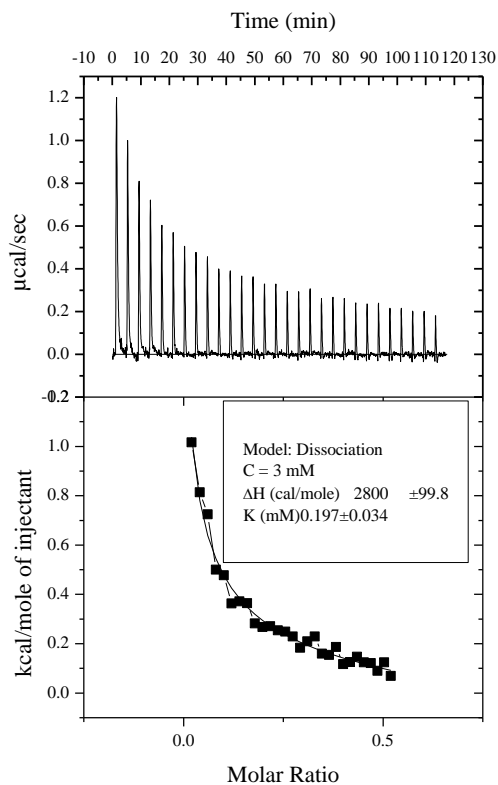 Time (min)
-10 0 10 20 30 40 50 60 70 80 90 100 110 120 130
1.2
1.0
0.8
0.6
0.4
0.2
0.0
-0.2
µcal/sec
1.0
0.8
0.6
0.4
0.2
0.0
kcal/mole of injectant
Model: Dissociation
C = 3 mM
ΔH (cal/mole) 2800 ±99.8
K (mM)0.197±0.034
0.0 0.5
Molar Ratio